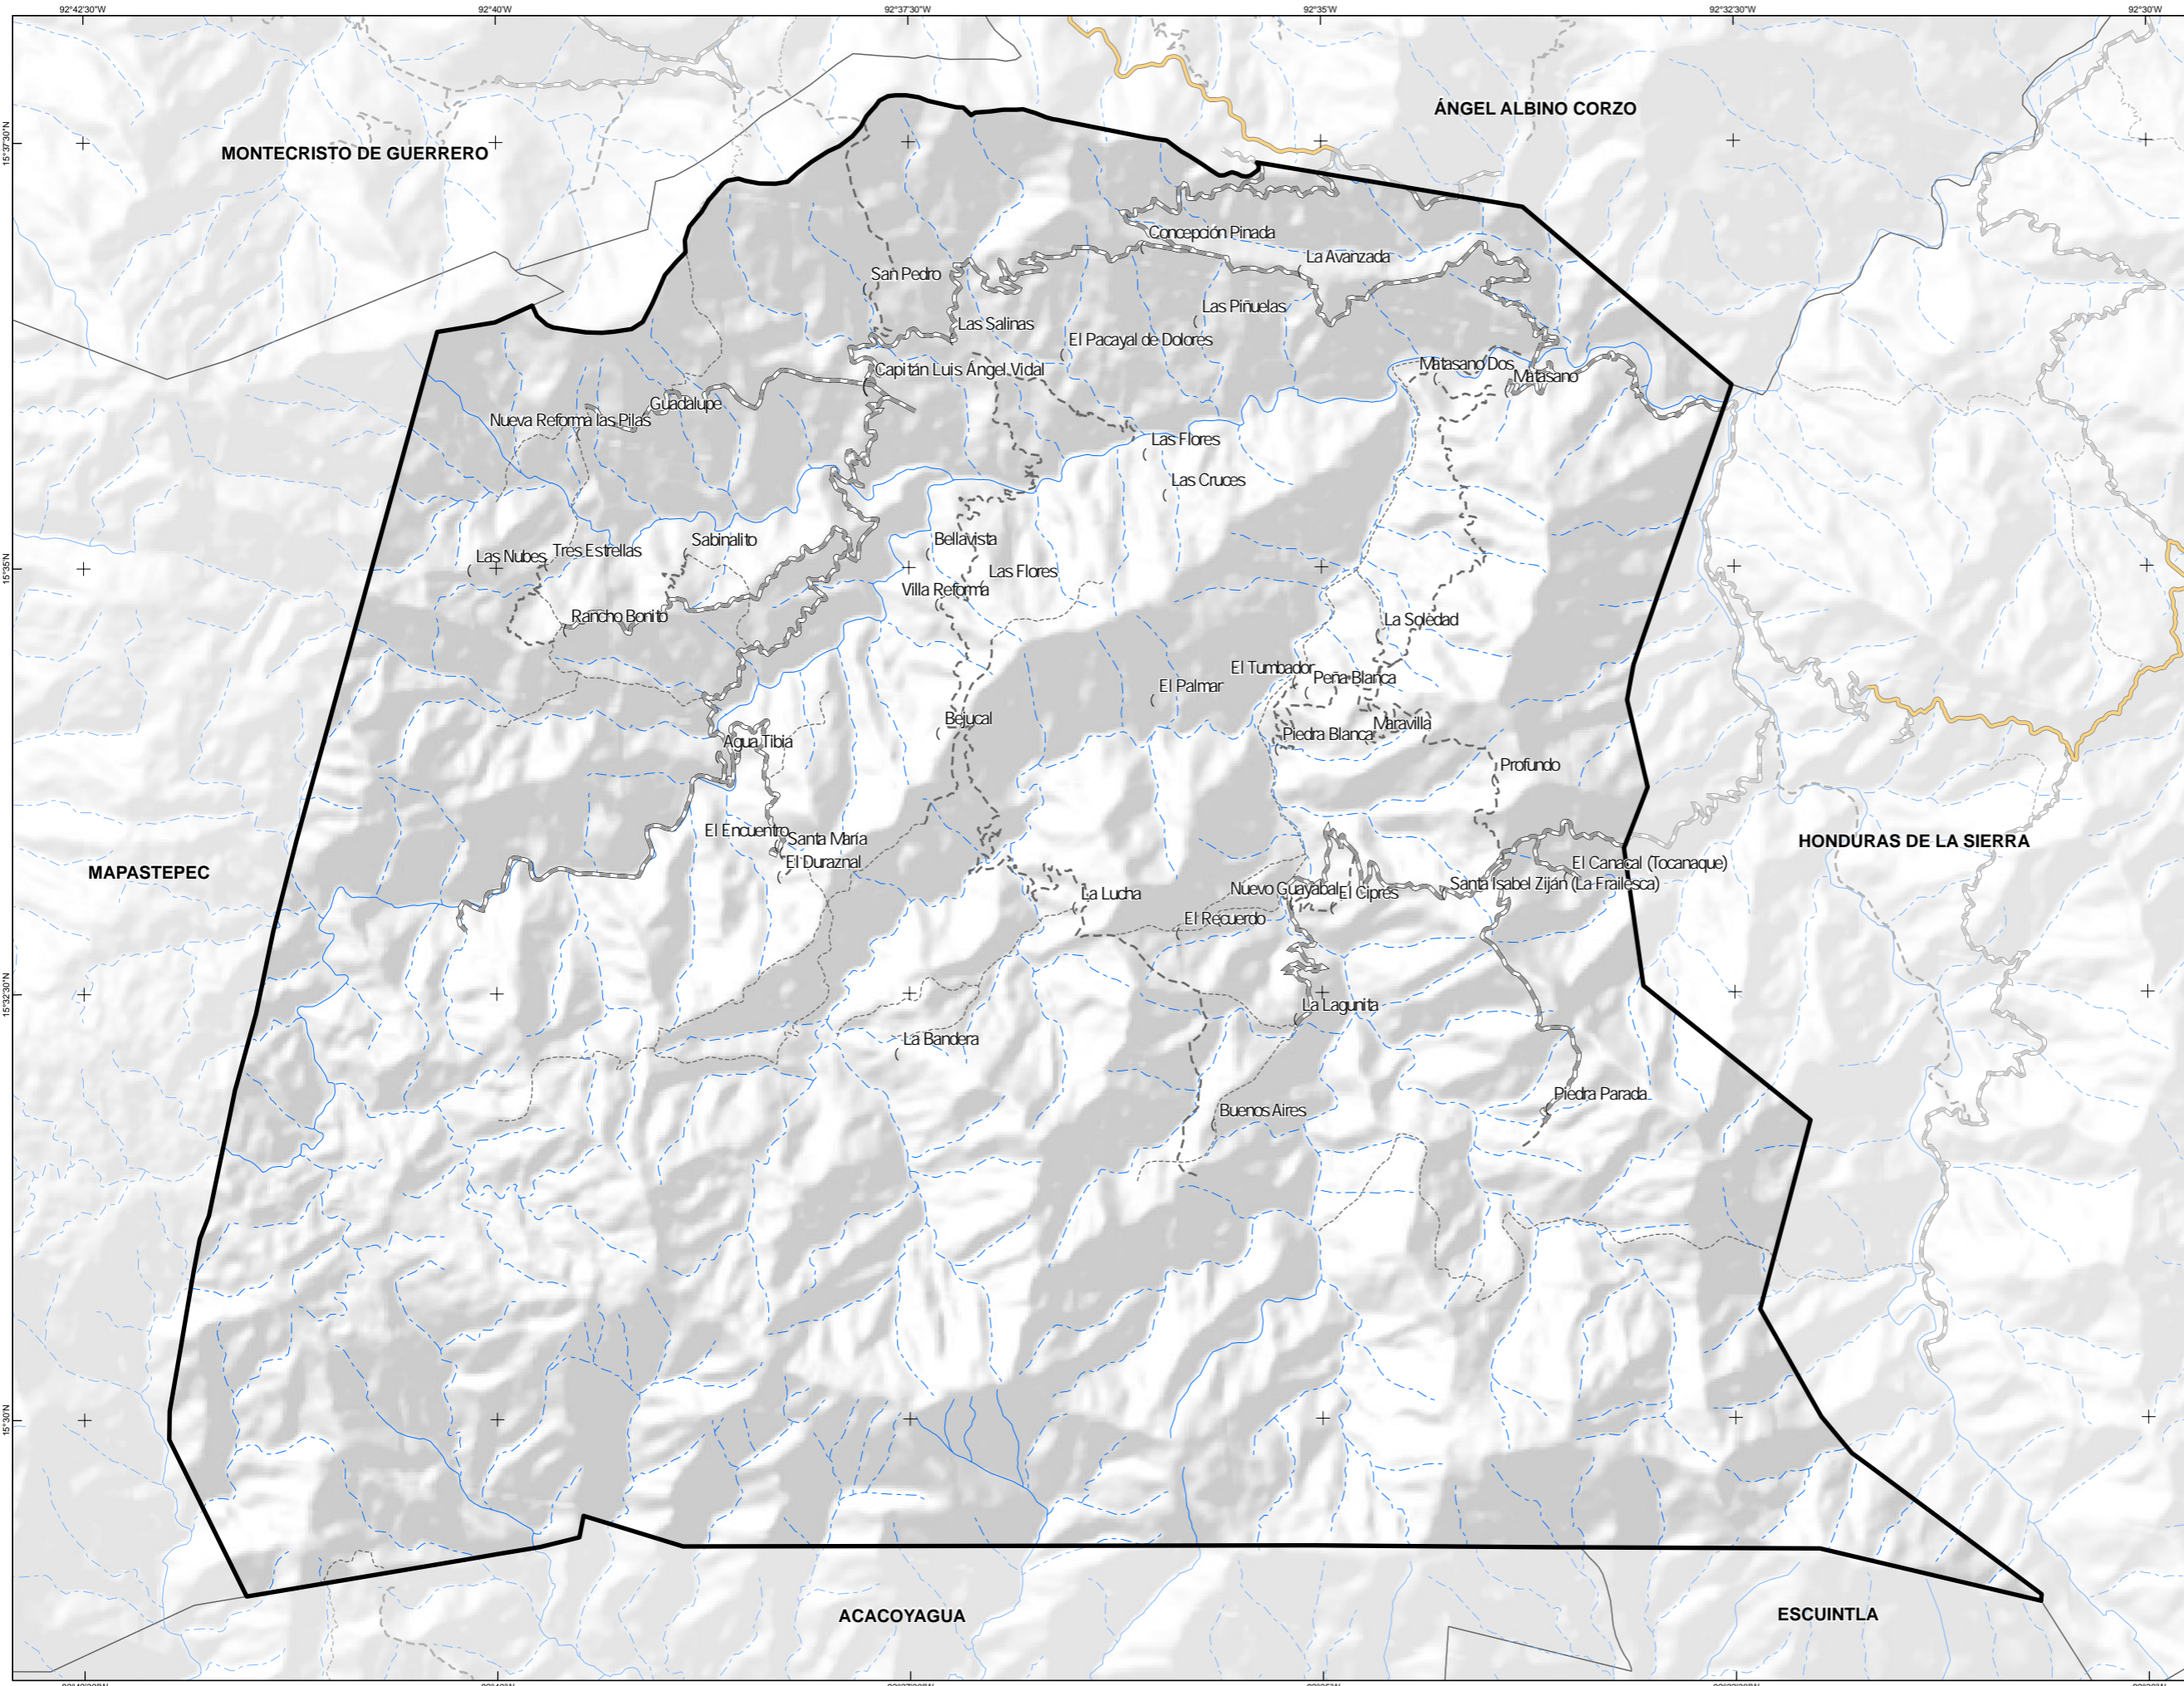 92°42'30"W
92°40'W
92°37'30"W
92°35'W
92°32'30"W
92°30'W
ÁNGEL ALBINO CORZO
15°37'30"N
MONTECRISTO DE GUERRERO
Concepción Pinada
La Avanzada
San Pedro
Las Piñuelas
Las Salinas
El Pacayal de Dolores
Matasano Dos
Capitán Luis Ángel Vidal
Matasano
Guadalupe
Nueva Reforma las Pilas
Las Flores
Las Cruces
Sabinalito
Bellavista
Tres Estrellas
Las Nubes
15°35'N
Las Flores
Villa Reforma
Rancho Bonito
La Soledad
El Tumbador
Peña Blanca
El Palmar
Bejucal
Maravilla
Piedra Blanca
Agua Tibia
Profundo
El Encuentro
Santa María
HONDURAS DE LA SIERRA
El Duraznal
El Canacal (Tocanaque)
MAPASTEPEC
Santa Isabel Ziján (La Frailesca)
Nuevo Guayabal
El Cipres
La Lucha
El Recuerdo
15°32'30"N
La Lagunita
La Bandera
Piedra Parada
Buenos Aires
15°30'N
ESCUINTLA
ACACOYAGUA